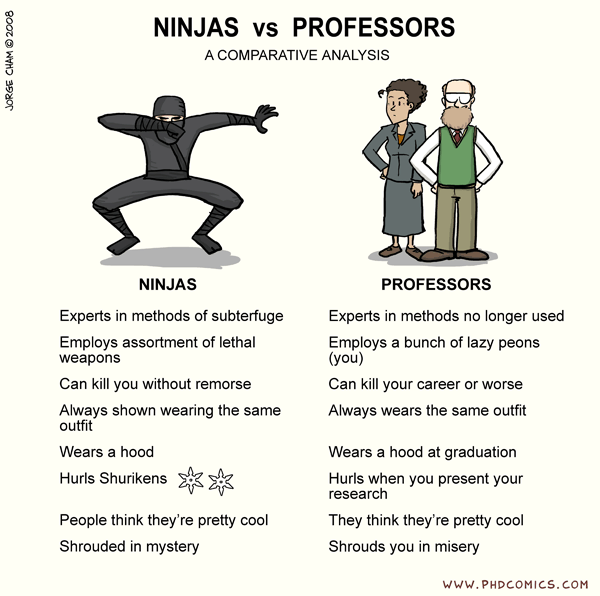 JORGE CHAM © 2008
NINJAS vs PROFESSORS
A COMPARATIVE ANALYSIS
NINJAS
PROFESSORS
Experts in methods of subterfuge
Experts in methods no longer used
Employs assortment of lethal
weapons
Employs a bunch of lazy peons
(you)
Can kill you without remorse
Can kill your career or worse
Always shown wearing the same
outfit
Always wears the same outfit
Wears a hood
Wears a hood at graduation
Hurls Shurikens
Hurls when you present your
research
People think they're pretty cool
They think they're pretty cool
Shrouded in mystery
Shrouds you in misery
WWW.PHDCOMICS.COM